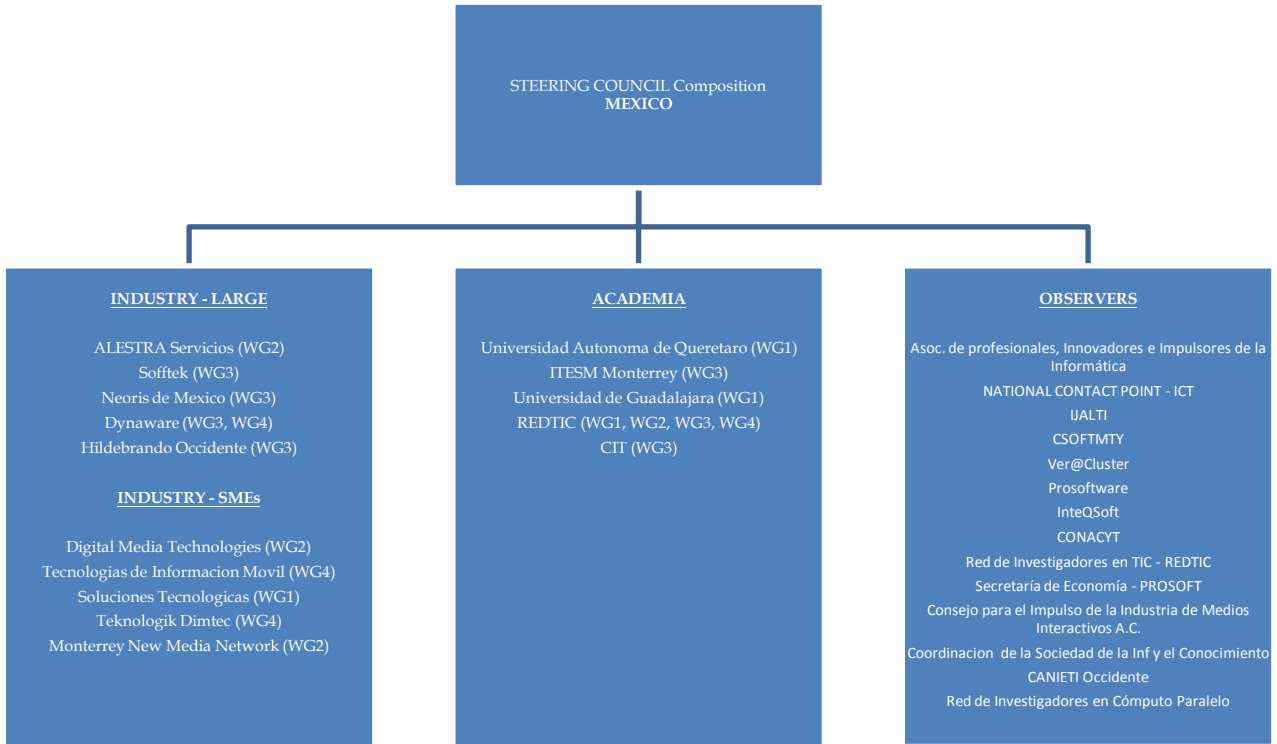 STEERING COUNCIL Composition
MEXICO
INDUSTRY - LARGE
ALESTRA Servicios (WG2)
Sofftek (WG3)
Neoris de Mexico (WG3)
Dynaware (WG3, WG4)
Hildebrando Occidente (WG3)
INDUSTRY - SMEs
Digital Media Technologies (WG2)
Tecnologias de Informacion Movil (WG4)
Soluciones Tecnologicas (WG1)
Teknologik Dimtec (WG4)
Monterrey New Media Network (WG2)
ACADEMIA
Universidad Autonoma de Queretaro (WG1)
ITESM Monterrey (WG3)
Universidad de Guadalajara (WG1)
REDTIC (WG1, WG2, WG3, WG4)
CIT (WG3)
OBSERVERS
Asoc. de profesionales, Innovadores e Impulsores de la
Informática
NATIONAL CONTACT POINT - ICT
IJALTI
CSOFTMTY
Ver@Cluster
Prosoftware
InteQSoft
CONACYT
Red de Investigadores en TIC - REDTIC
Secretaría de Economía - PROSOFT
Consejo para el Impulso de la Industria de Medios
Interactivos A.C.
Coordinacion de la Sociedad de la Inf y el Conocimiento
CANIETI Occidente
Red de Investigadores en Cómputo Paralelo